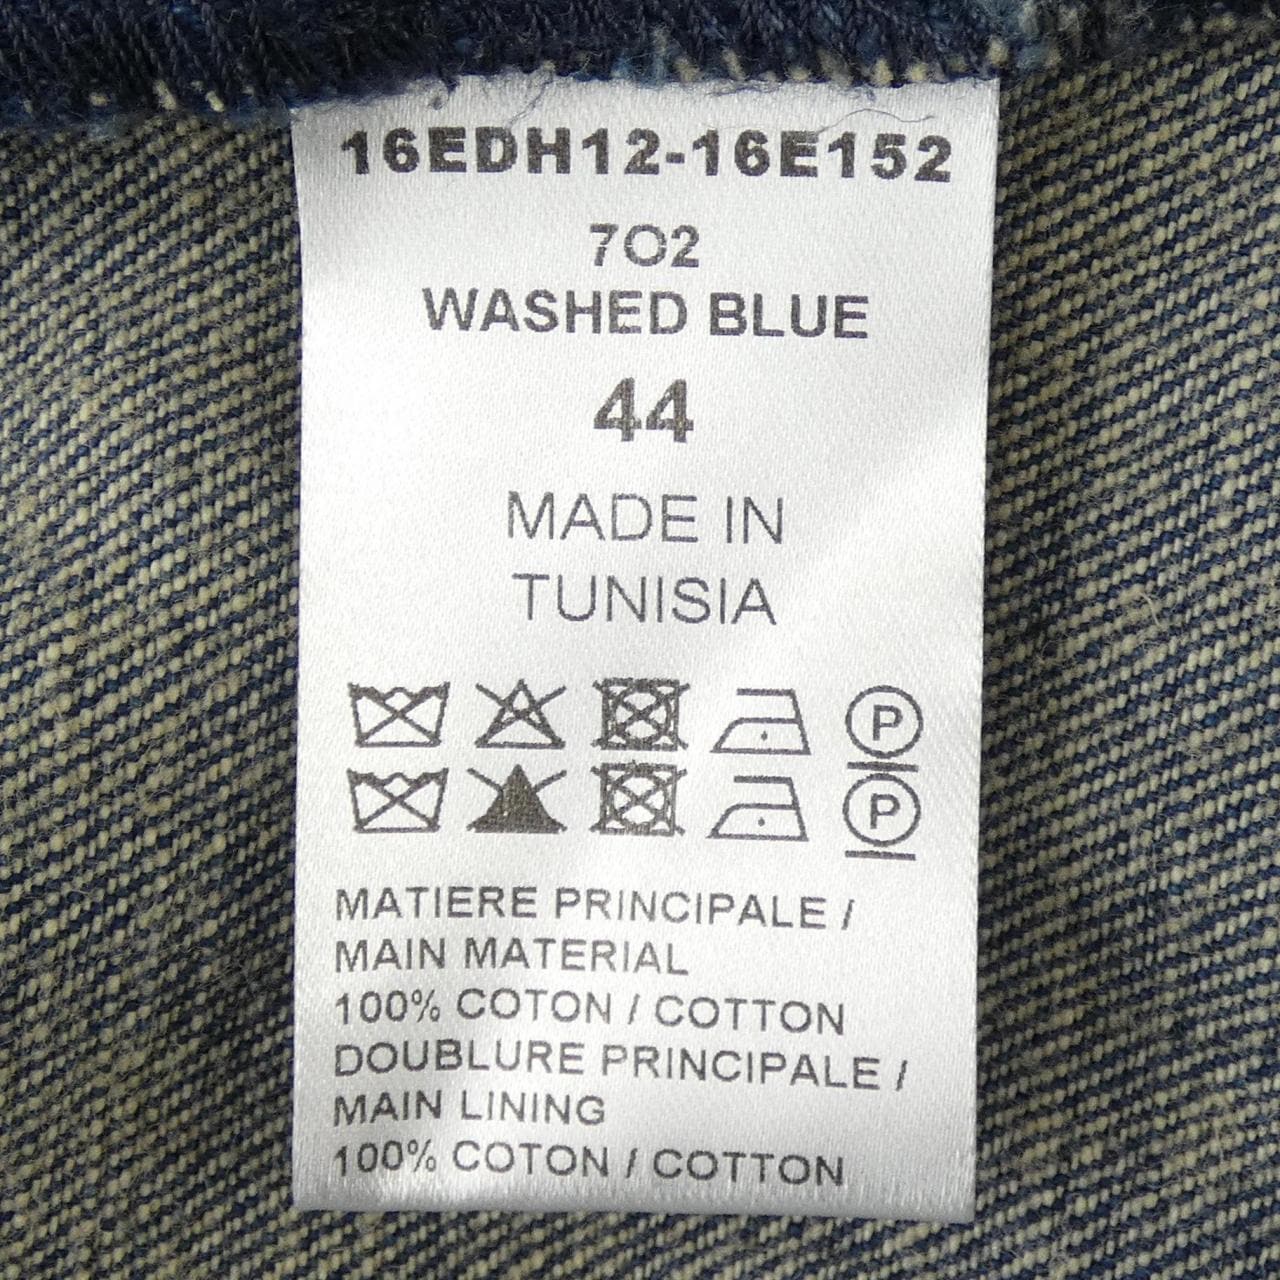 16EDH12-16E152
7O2
WASHED BLUE
44
MADE IN
TUNISIA
P
P
MATIERE PRINCIPALE /
MAIN MATERIAL
100% COTON / COTTON
DOUBLURE PRINCIPALE /
MAIN LINING
100% COTON / COTTON